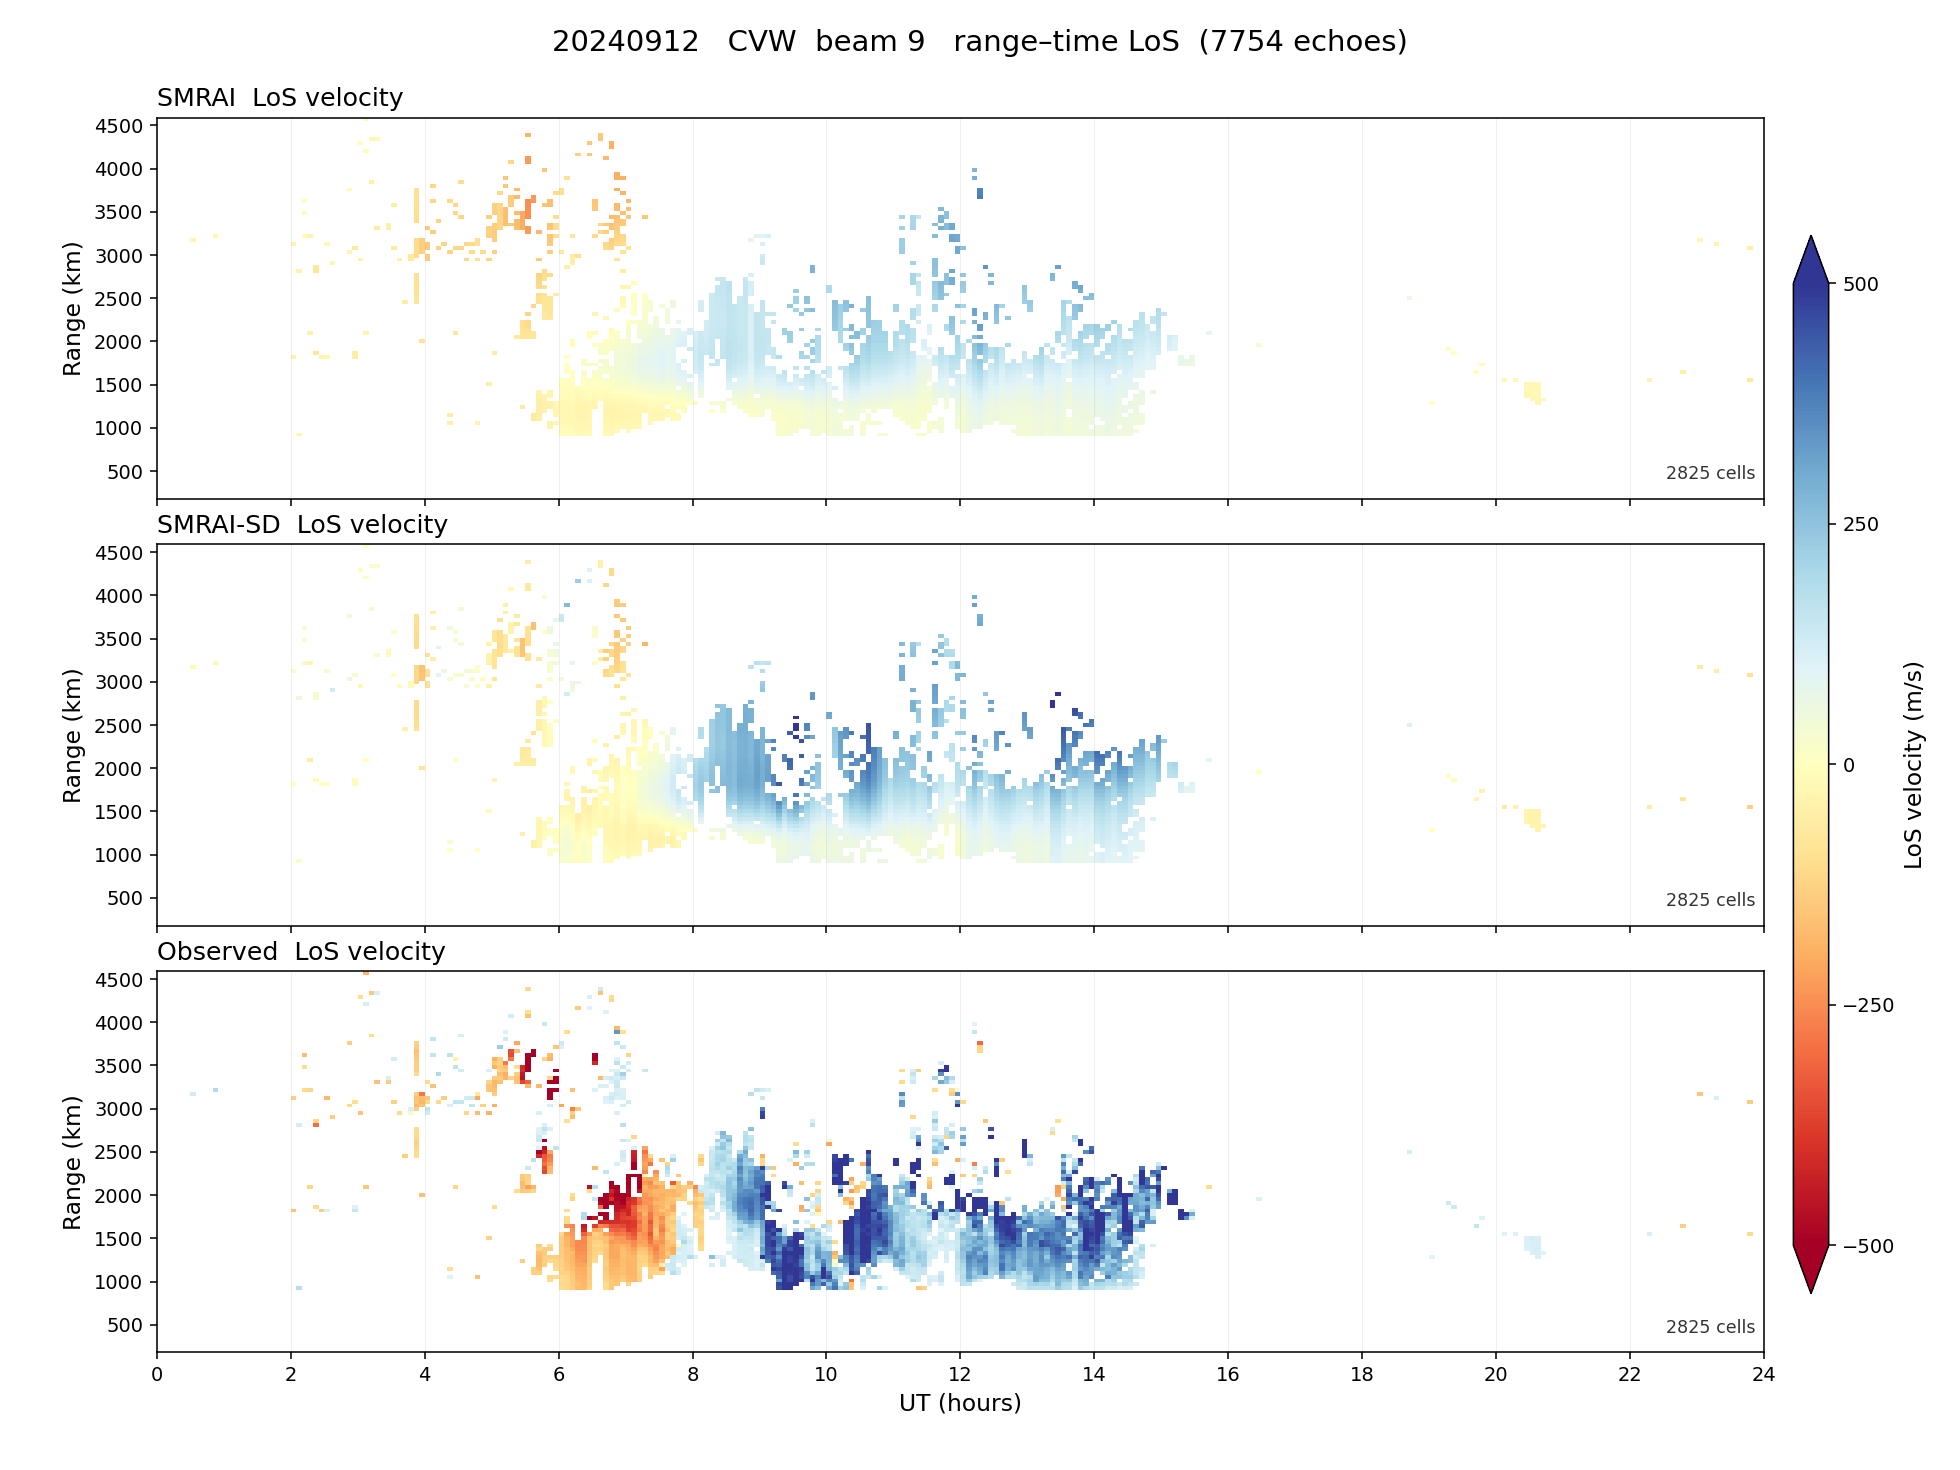 20240912   CVW  beam 9   range–time LoS  (7754 echoes)
SMRAI  LoS velocity
4500
4000
3500
3000
2500
2000
1500
1000
500
Range (km)
2825 cells
SMRAI-SD  LoS velocity
4500
4000
3500
3000
2500
2000
1500
1000
500
Range (km)
2825 cells
Observed  LoS velocity
4500
4000
3500
3000
2500
2000
1500
1000
500
Range (km)
2825 cells
0 2 4 6 8 10 12 14 16 18 20 22 24
UT (hours)
500
250
0
−250
−500
LoS velocity (m/s)